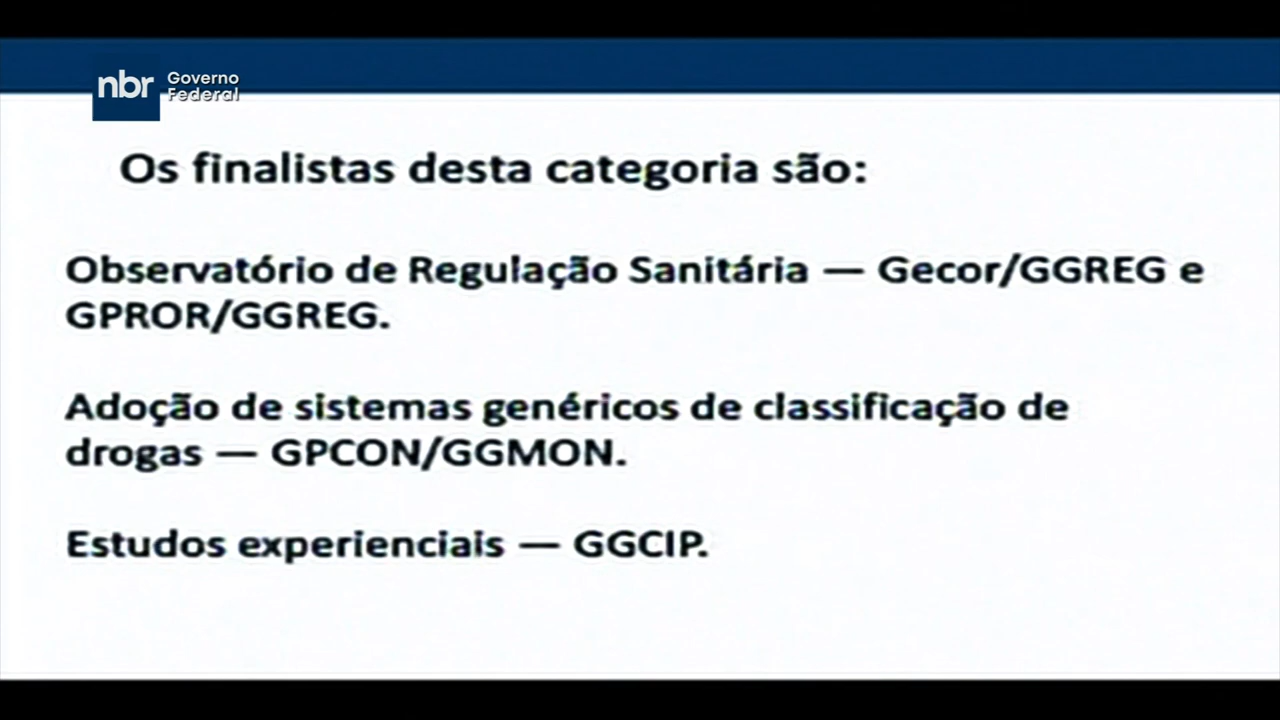 nbr Governo
Federal
Os finalistas desta categoria são:
Observatório de Regulação Sanitária — Gecor/GGREG e
GPROR/GGREG.
Adoção de sistemas genéricos de classificação de
drogas — GPCON/GGMON.
Estudos experienciais — GGCIP.